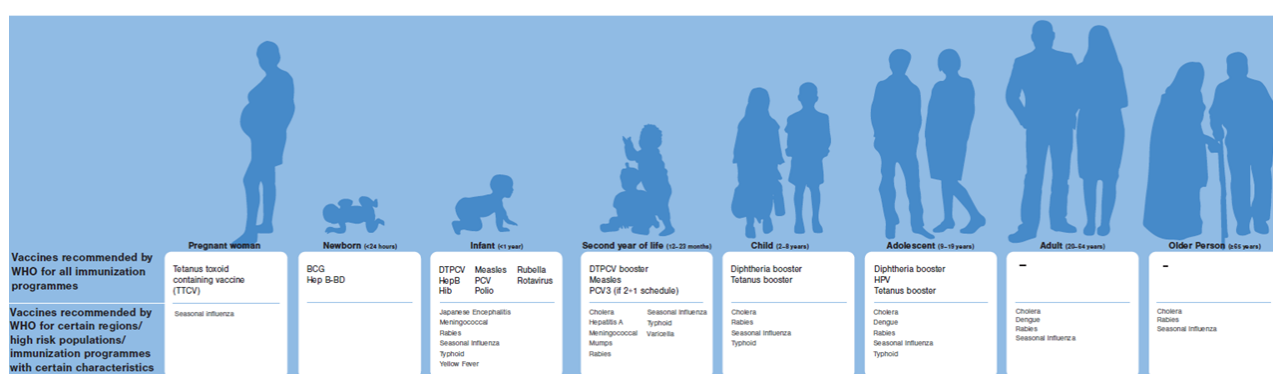 Pregnant woman
Newborn (<24 hours)
Infant (<1 year)
Second year of life (12–23 months)
Child (2–8 years)
Adolescent (9–19 years)
Adult (20–64 years)
Older Person (≥65 years)
Vaccines recommended by
WHO for all immunization
programmes
Tetanus toxoid
containing vaccine
(TTCV)
BCG
Hep B-BD
DTPCV Measles Rubella
HepB PCV Rotavirus
Hib Polio
DTPCV booster
Measles
PCV3 (if 2+1 schedule)
Diphtheria booster
Tetanus booster
Diphtheria booster
HPV
Tetanus booster
–
–
Vaccines recommended by
WHO for certain regions/
high risk populations/
immunization programmes
with certain characteristics
Seasonal influenza
Japanese Encephalitis
Meningococcal
Rabies
Seasonal Influenza
Typhoid
Yellow Fever
Cholera Seasonal Influenza
Hepatitis A Typhoid
Meningococcal Varicella
Mumps
Rabies
Cholera
Rabies
Seasonal Influenza
Typhoid
Cholera
Dengue
Rabies
Seasonal Influenza
Typhoid
Cholera
Dengue
Rabies
Seasonal Influenza
Cholera
Rabies
Seasonal Influenza